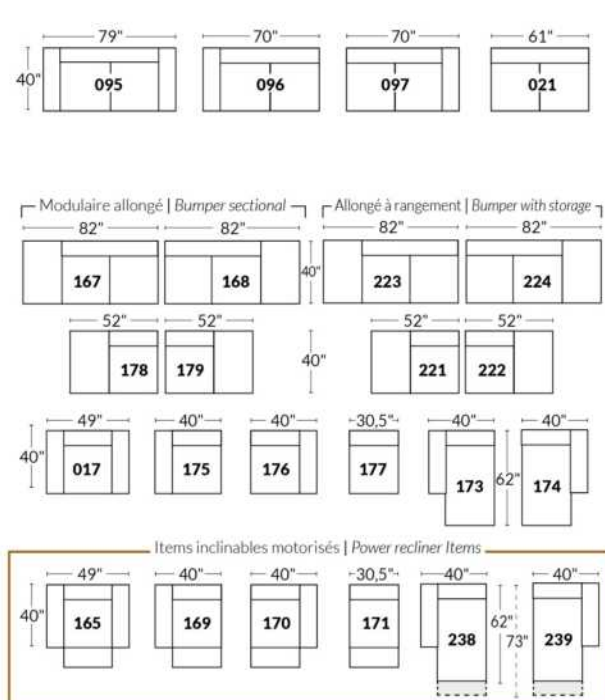 79" 70" 70" 61"
40" 095 096 097 021
Modulaire allongé | Bumper sectional Allongé à rangement | Bumper with storage
82" 82" 82" 82"
167 168 40" 223 224
52" 52" 52" 52"
178 179 40" 221 222
49" 40" 40" 30,5" 40" 40"
40" 017 175 176 177 173 62" 174
Items inclinables motorisés | Power recliner Items
49" 40" 40" 30,5" 40" 40"
40" 165 169 170 171 238 62" 73" 239